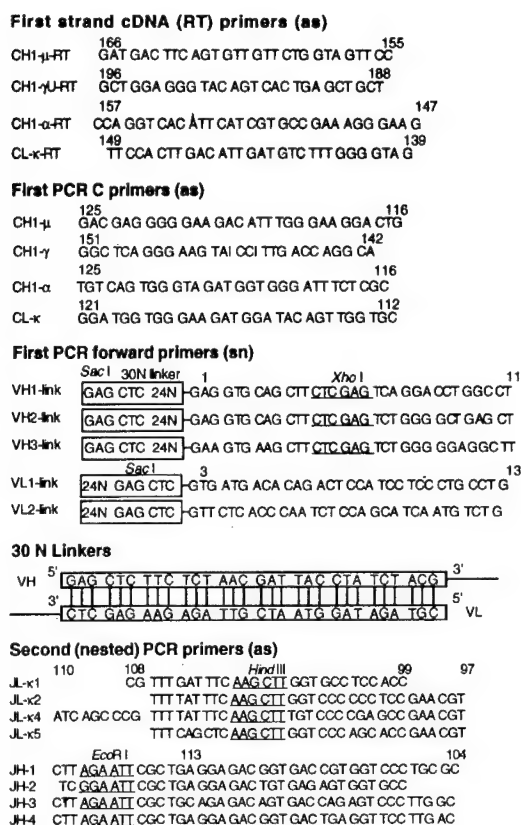 First strand cDNA (RT) primers (as)
166 155
CH1-μ-RT GAT GAC TTC AGT GTT GTT CTG GTA GTT CC
196 188
CH1-γU-RT GCT GGA GGG TAC AGT CAC TGA GCT GCT
157 147
CH1-α-RT CCA GGT CAC ATT CAT CGT GCC GAA AGG GAA G
149 139
CL-κ-RT TT CCA CTT GAC ATT GAT GTC TTT GGG GTA G
First PCR C primers (as)
125 116
CH1-μ GAC GAG GGG GAA GAC ATT TGG GAA GGA CTG
151 142
CH1-γ GGC TCA GGG AAG TAI CCI TTG ACC AGG CA
125 116
CH1-α TGT CAG TGG GTA GAT GGT GGG ATT TCT CGC
121 112
CL-κ GGA TGG TGG GAA GAT GGA TAC AGT TGG TGC
First PCR forward primers (sn)
SacI 30N linker 1 XhoI 11
VH1-link GAG CTC 24N GAG GTG CAG CTT CTCGAG TCA GGA CCT GGC CT
VH2-link GAG CTC 24N GAG GTG CAG CTT CTCGAG TCT GGG GCT GAG CT
VH3-link GAG CTC 24N GAA GTG AAG CTT CTCGAG TCT GGG GGAGGC TT
SacI 3 13
VL1-link 24N GAG CTC GTG ATG ACA CAG ACT CCA TCC TCC CTG CCT G
VL2-link 24N GAG CTC GTT CTC ACC CAA TCT CCA GCA TCA ATG TCT G
30 N Linkers
VH 5' GAG CTC TTC TCT AAC GAT TAC CTA TCT ACG 3'
3' CTC GAG AAG AGA TTG CTA ATG GAT AGA TGC 5' VL
Second (nested) PCR primers (as)
110 108 HindIII 99 97
JL-κ1 CG TTT GAT TTC AAG CTT GGT GCC TCC ACC
JL-κ2 TTT TAT TTC AAG CTT GGT CCC CCC TCC GAA CGT
JL-κ4 ATC AGC CCG TTT TAT TTC AAG CTT TGT CCC CGA GCC GAA CGT
JL-κ5 TTT CAG CTC AAG CTT GGT CCC AGC ACC GAA CGT
EcoRI 113 104
JH-1 CTT AGAATT CGC TGA GGA GAC GGT GAC CGT GGT CCC TGC GC
JH-2 TC GGAATT CGC TGA GGA GAC TGT GAG AGT GGT GCC
JH-3 CTT AGAATT CGC TGC AGA GAC AGT GAC CAG AGT CCC TTG GC
JH-4 CTT AGAATT CGC TGA GGA GAC GGT GAC TGA GGT TCC TTG AC